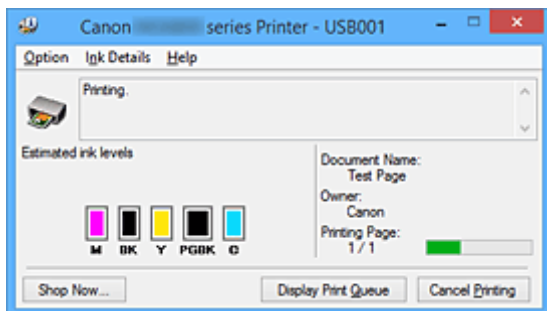 Canon series Printer - USB001
Option Ink Details Help
Printing.
Estimated ink levels
Document Name:
Test Page
Owner:
Canon
Printing Page:
1 / 1
M BK Y PGBK C
Shop Now... Display Print Queue Cancel Printing